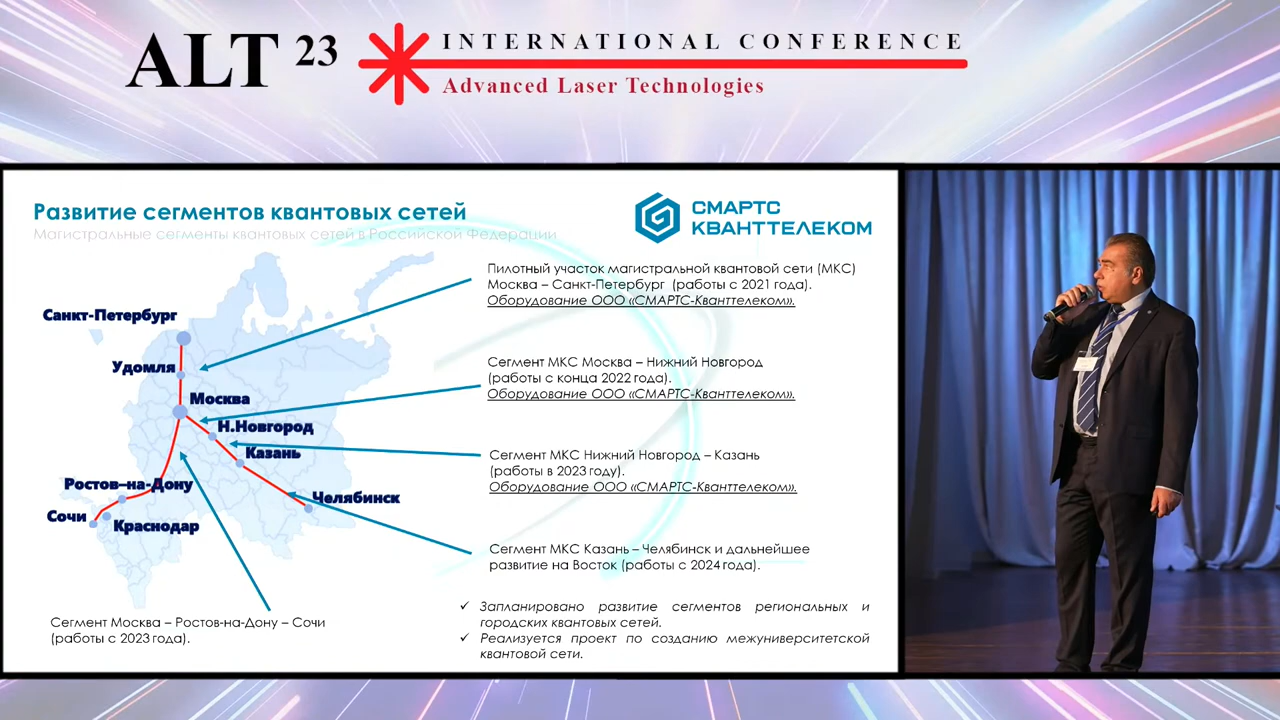 ALT 23
INTERNATIONAL CONFERENCE
Advanced Laser Technologies
Развитие сегментов квантовых сетей
Магистральные сегменты квантовых сетей в Российской Федерации
СМАРТС
КВАНТТЕЛЕКОМ
Санкт-Петербург
Удомля
Москва
Н.Новгород
Казань
Ростов–на-Дону
Челябинск
Сочи
Краснодар
Пилотный участок магистральной квантовой сети (МКС)
Москва – Санкт-Петербург (работы с 2021 года).
Оборудование ООО «СМАРТС-Кванттелеком».
Сегмент МКС Москва – Нижний Новгород
(работы с конца 2022 года).
Оборудование ООО «СМАРТС-Кванттелеком».
Сегмент МКС Нижний Новгород – Казань
(работы в 2023 году).
Оборудование ООО «СМАРТС-Кванттелеком».
Сегмент МКС Казань – Челябинск и дальнейшее
развитие на Восток (работы с 2024 года).
Сегмент Москва – Ростов-на-Дону – Сочи
(работы с 2023 года).
✓ Запланировано развитие сегментов региональных и
городских квантовых сетей.
✓ Реализуется проект по созданию межуниверситетской
квантовой сети.